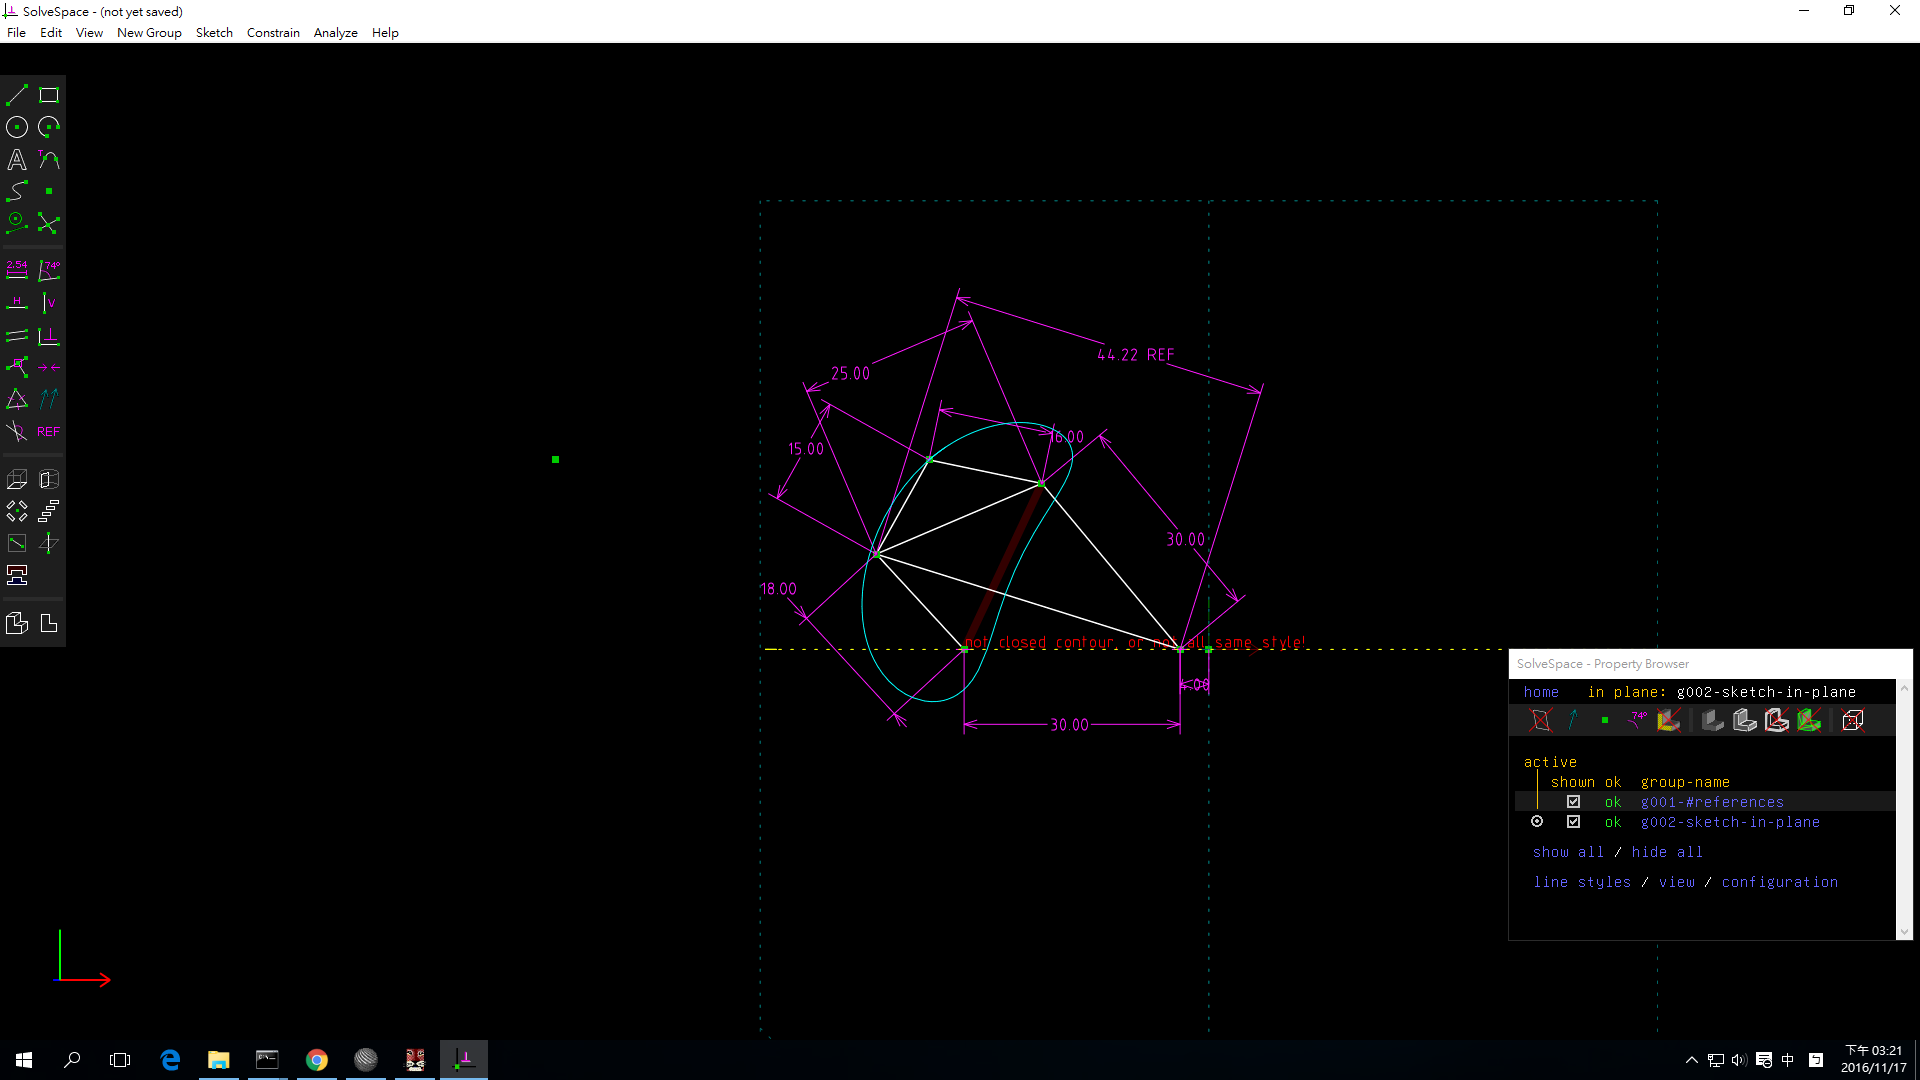 SolveSpace - (not yet saved)
File Edit View New Group Sketch Constrain Analyze Help
2.54 74°
H V
REF
44.22 REF
25.00
16.00
15.00
30.00
18.00
not closed contour, or not all same style!
30.00
SolveSpace - Property Browser
home in plane: g002-sketch-in-plane
74°
active
shown ok group-name
ok g001-#references
ok g002-sketch-in-plane
show all / hide all
line styles / view / configuration
中
下午 03:21
2016/11/17